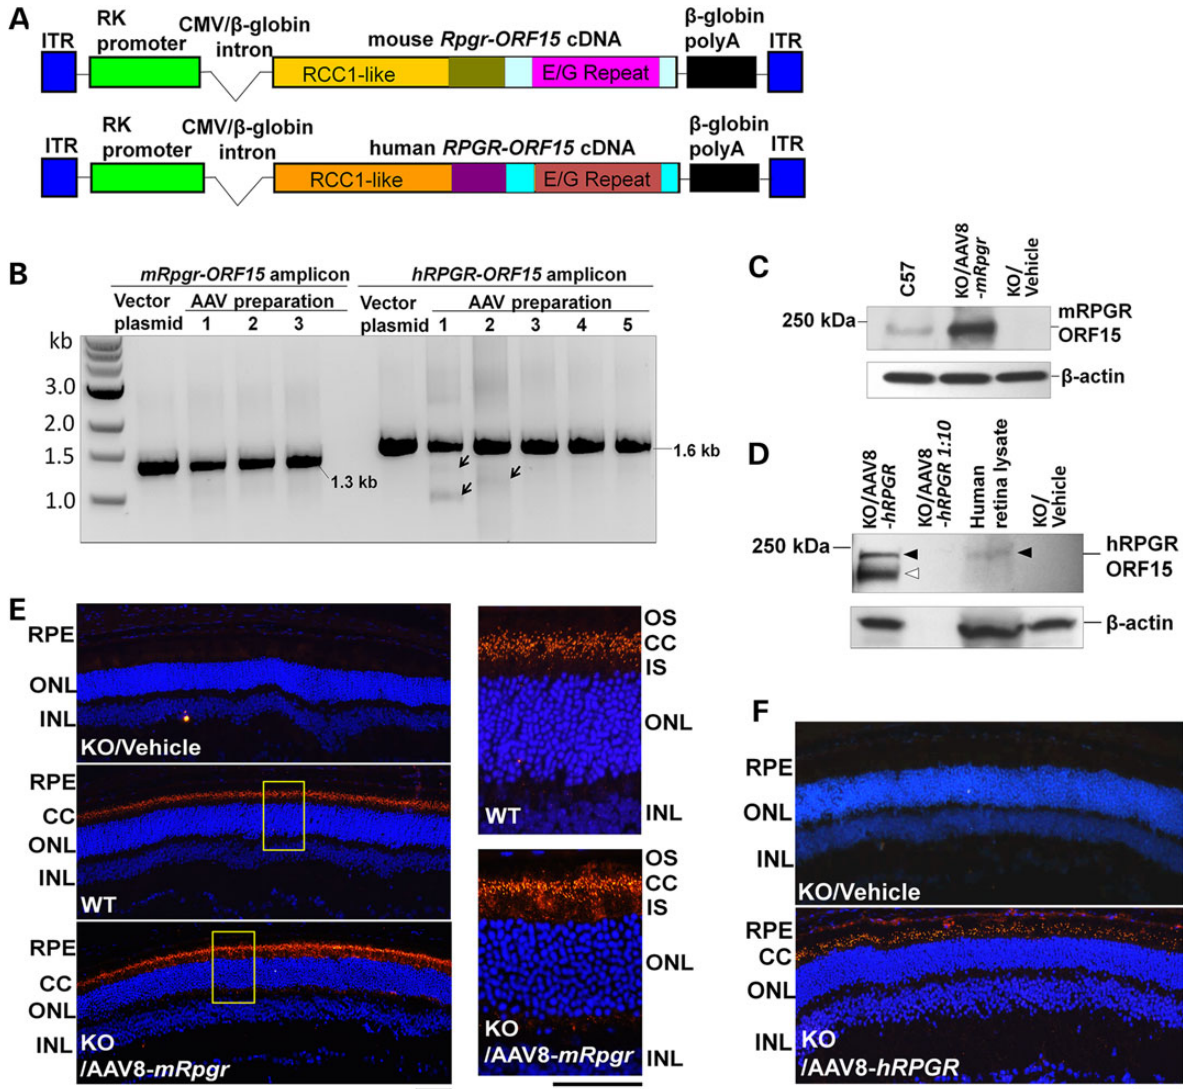 A
ITR
RK
promoter
CMV/β-globin
intron
mouse Rpgr-ORF15 cDNA
β-globin
polyA
ITR
RCC1-like
E/G Repeat
ITR
RK
promoter
CMV/β-globin
intron
human RPGR-ORF15 cDNA
β-globin
polyA
ITR
RCC1-like
E/G Repeat
B
mRpgr-ORF15 amplicon
hRPGR-ORF15 amplicon
Vector
plasmid
AAV preparation
1 2 3
Vector
plasmid
AAV preparation
1 2 3 4 5
kb
3.0
2.0
1.5
1.0
1.3 kb
1.6 kb
C
C57
KO/AAV8
-mRpgr
KO/
Vehicle
250 kDa
mRPGR
ORF15
β-actin
D
KO/AAV8
-hRPGR
KO/AAV8
-hRPGR 1:10
Human
retina lysate
KO/
Vehicle
250 kDa
hRPGR
ORF15
β-actin
E
RPE
ONL
INL
KO/Vehicle
RPE
CC
ONL
INL
WT
RPE
CC
ONL
INL
KO
/AAV8-mRpgr
OS
CC
IS
ONL
INL
WT
OS
CC
IS
ONL
INL
KO
/AAV8-mRpgr
F
RPE
ONL
INL
KO/Vehicle
RPE
CC
ONL
INL
KO
/AAV8-hRPGR